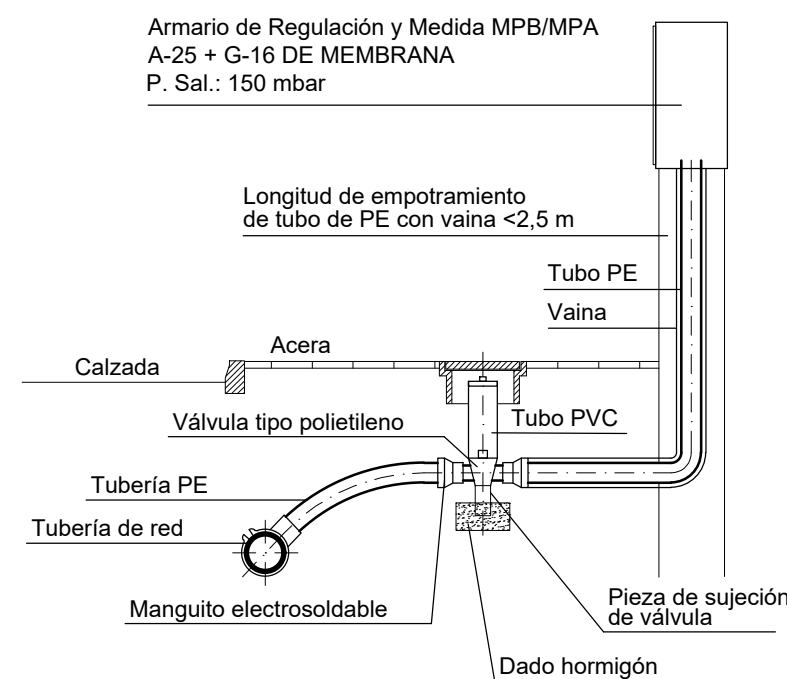 Armario de Regulación y Medida MPB/MPA
A-25 + G-16 DE MEMBRANA
P. Sal.: 150 mbar
Longitud de empotramiento
de tubo de PE con vaina <2,5 m
Tubo PE
Vaina
Acera
Calzada
Válvula tipo polietileno
Tubo PVC
Tubería PE
Tubería de red
Manguito electrosoldable
Pieza de sujeción
de válvula
Dado hormigón